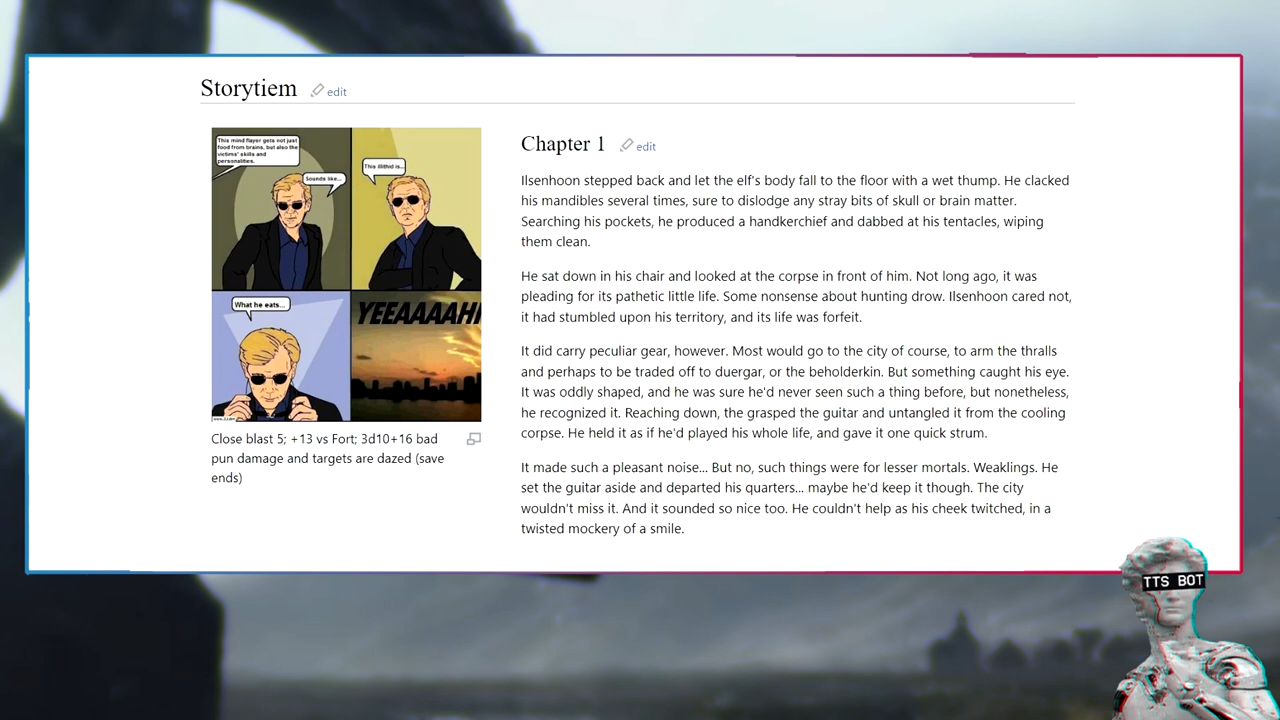 Storytiem
edit
This mind flayer gets not just
food from brains, but also the
victims' skills and
personalities.
Sounds like...
This illithid is...
What he eats...
YEEAAAAH
Close blast 5; +13 vs Fort; 3d10+16 bad
pun damage and targets are dazed (save
ends)
Chapter 1
edit
Ilsenhoon stepped back and let the elf's body fall to the floor with a wet thump. He clacked
his mandibles several times, sure to dislodge any stray bits of skull or brain matter.
Searching his pockets, he produced a handkerchief and dabbed at his tentacles, wiping
them clean.
He sat down in his chair and looked at the corpse in front of him. Not long ago, it was
pleading for its pathetic little life. Some nonsense about hunting drow. Ilsenhoon cared not,
it had stumbled upon his territory, and its life was forfeit.
It did carry peculiar gear, however. Most would go to the city of course, to arm the thralls
and perhaps to be traded off to duergar, or the beholderkin. But something caught his eye.
It was oddly shaped, and he was sure he'd never seen such a thing before, but nonetheless,
he recognized it. Reaching down, the grasped the guitar and untangled it from the cooling
corpse. He held it as if he'd played his whole life, and gave it one quick strum.
It made such a pleasant noise... But no, such things were for lesser mortals. Weaklings. He
set the guitar aside and departed his quarters... maybe he'd keep it though. The city
wouldn't miss it. And it sounded so nice too. He couldn't help as his cheek twitched, in a
twisted mockery of a smile.
TTS BOT